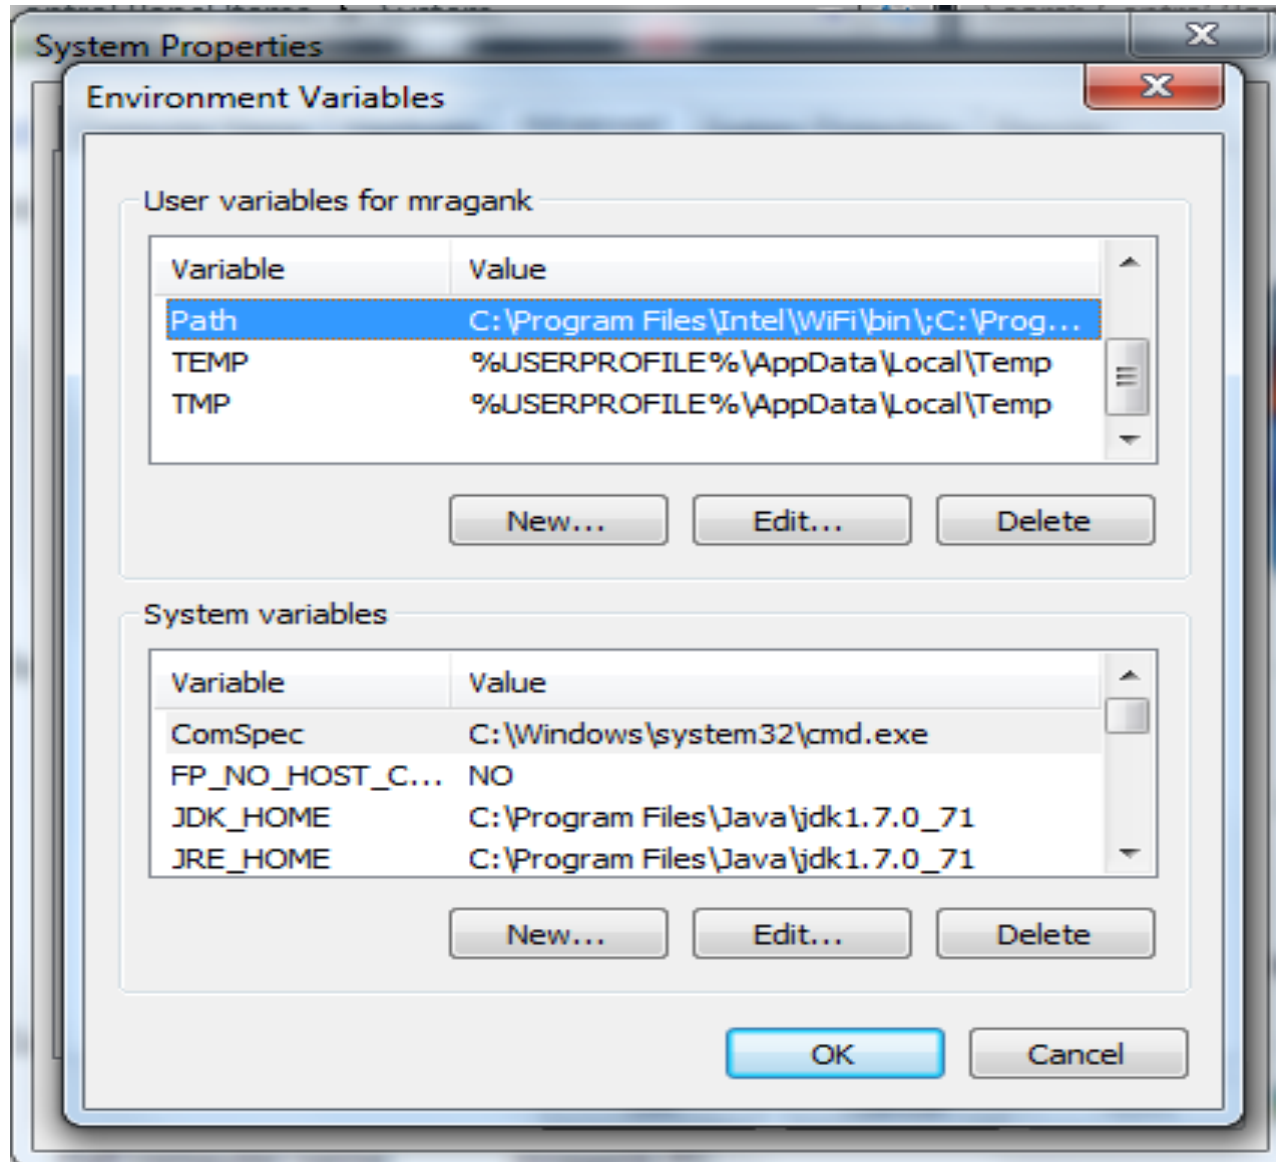 System Properties
Environment Variables
User variables for mragank
Variable Value
Path C:\Program Files\Intel\WiFi\bin\;C:\Prog...
TEMP %USERPROFILE%\AppData\Local\Temp
TMP %USERPROFILE%\AppData\Local\Temp
New... Edit... Delete
System variables
Variable Value
ComSpec C:\Windows\system32\cmd.exe
FP_NO_HOST_C... NO
JDK_HOME C:\Program Files\Java\jdk1.7.0_71
JRE_HOME C:\Program Files\Java\jdk1.7.0_71
New... Edit... Delete
OK Cancel